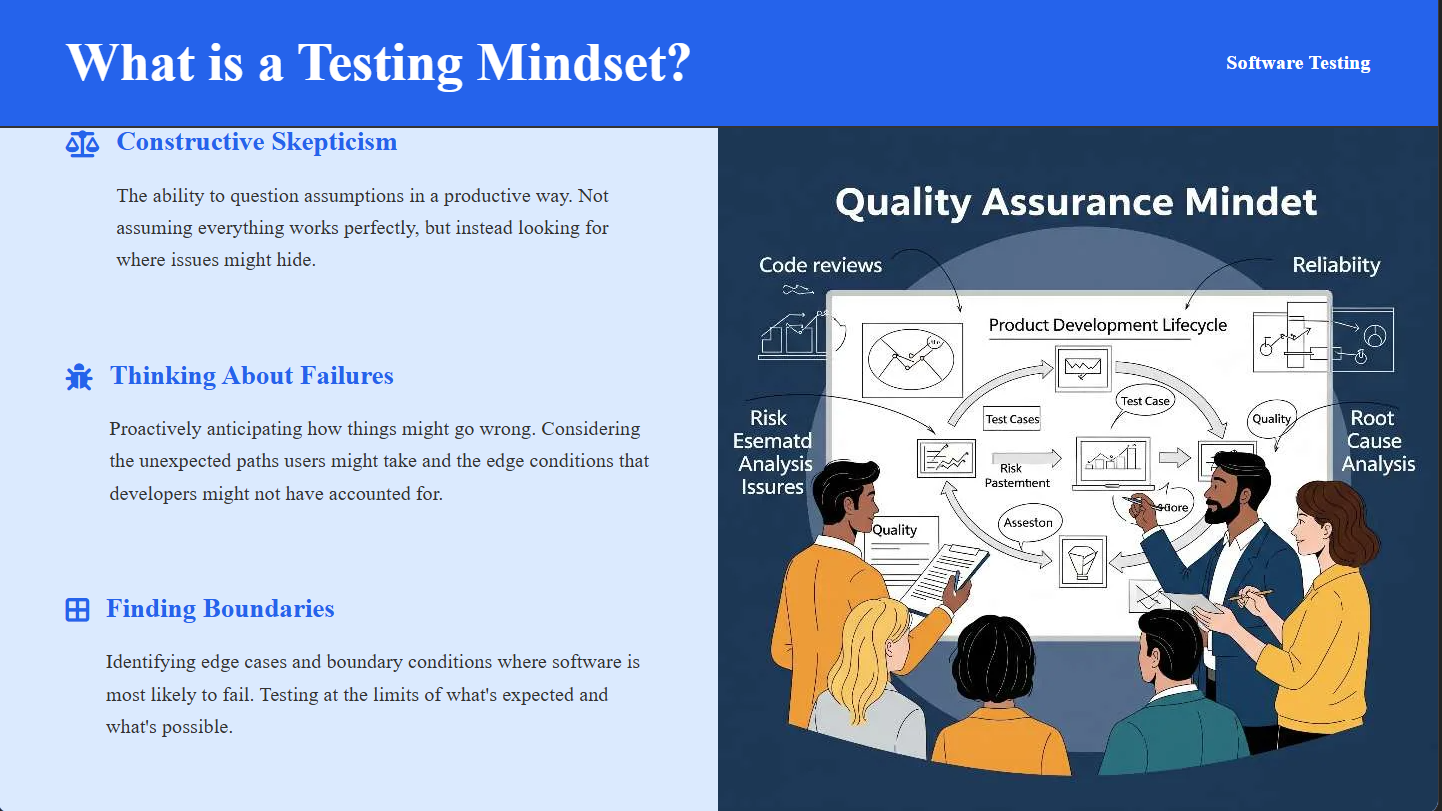 What is a Testing Mindset?
Software Testing
Constructive Skepticism
The ability to question assumptions in a productive way. Not
assuming everything works perfectly, but instead looking for
where issues might hide.
Thinking About Failures
Proactively anticipating how things might go wrong. Considering
the unexpected paths users might take and the edge conditions that
developers might not have accounted for.
Finding Boundaries
Identifying edge cases and boundary conditions where software is
most likely to fail. Testing at the limits of what's expected and
what's possible.
Quality Assurance Mindet
Code reviews
Reliabiity
Product Development Lifecycle
Test Case
Test Cases
Quality
Risk
Esematd
Analysis
Issures
Root
Cause
Analysis
Risk
Pastemtient
Asseston
Quality